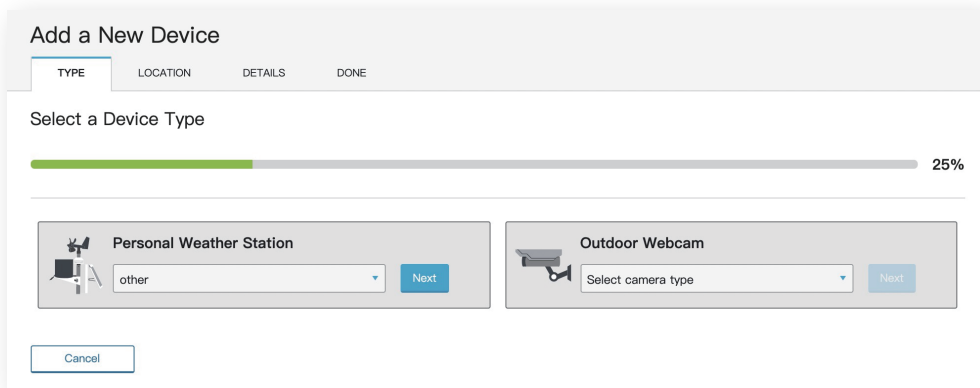 Add a New Device
TYPE LOCATION DETAILS DONE
Select a Device Type
25%
Personal Weather Station
other Next
Outdoor Webcam
Select camera type Next
Cancel